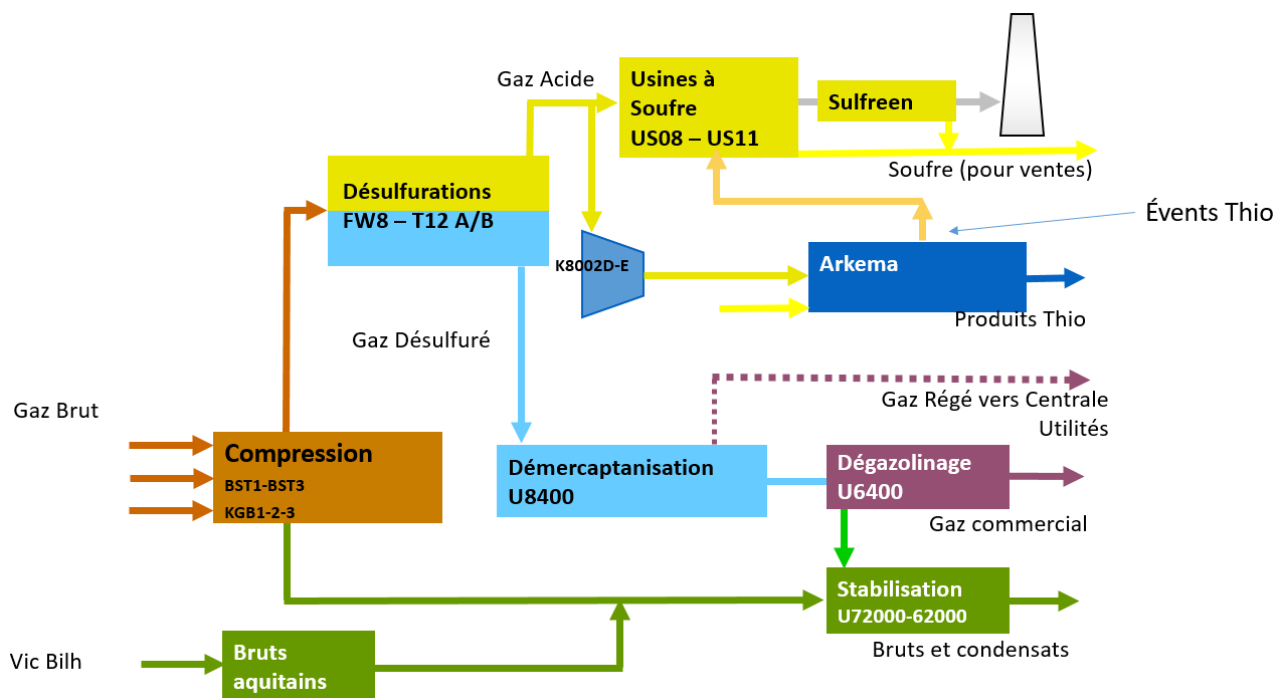 Gaz Acide
Usines à
Soufre
US08 – US11
Sulfreen
Soufre (pour ventes)
Désulfurations
FW8 – T12 A/B
Évents Thio
K8002D-E
Arkema
Produits Thio
Gaz Désulfuré
Gaz Régé vers Centrale
Utilités
Gaz Brut
Compression
BST1-BST3
KGB1-2-3
Démercaptanisation
U8400
Dégazolinage
U6400
Gaz commercial
Stabilisation
U72000-62000
Bruts et condensats
Vic Bilh
Bruts
aquitains